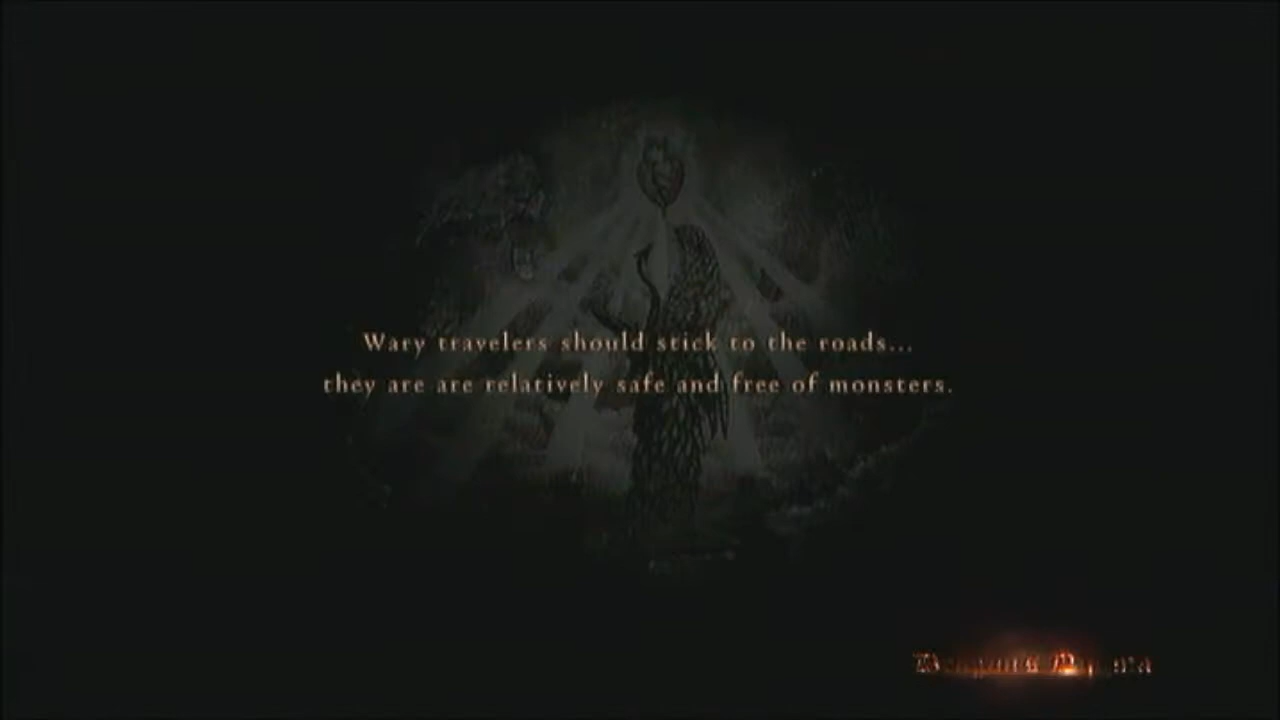 Wary travelers should stick to the roads...
they are are relatively safe and free of monsters.